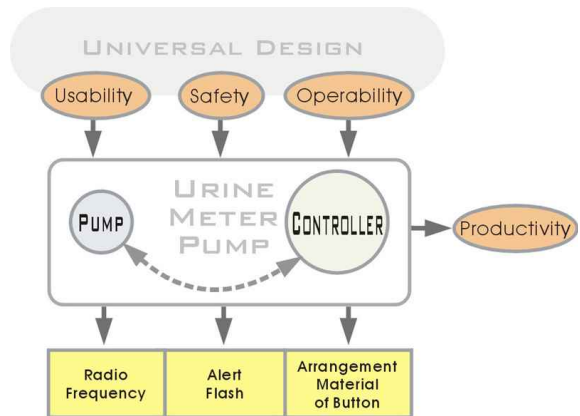 UNIVERSAL DESIGN
Usability Safety Operability
URINE
METER
PUMP
PUMP
CONTROLLER
Productivity
Radio
Frequency
Alert
Flash
Arrangement
Material
of Button